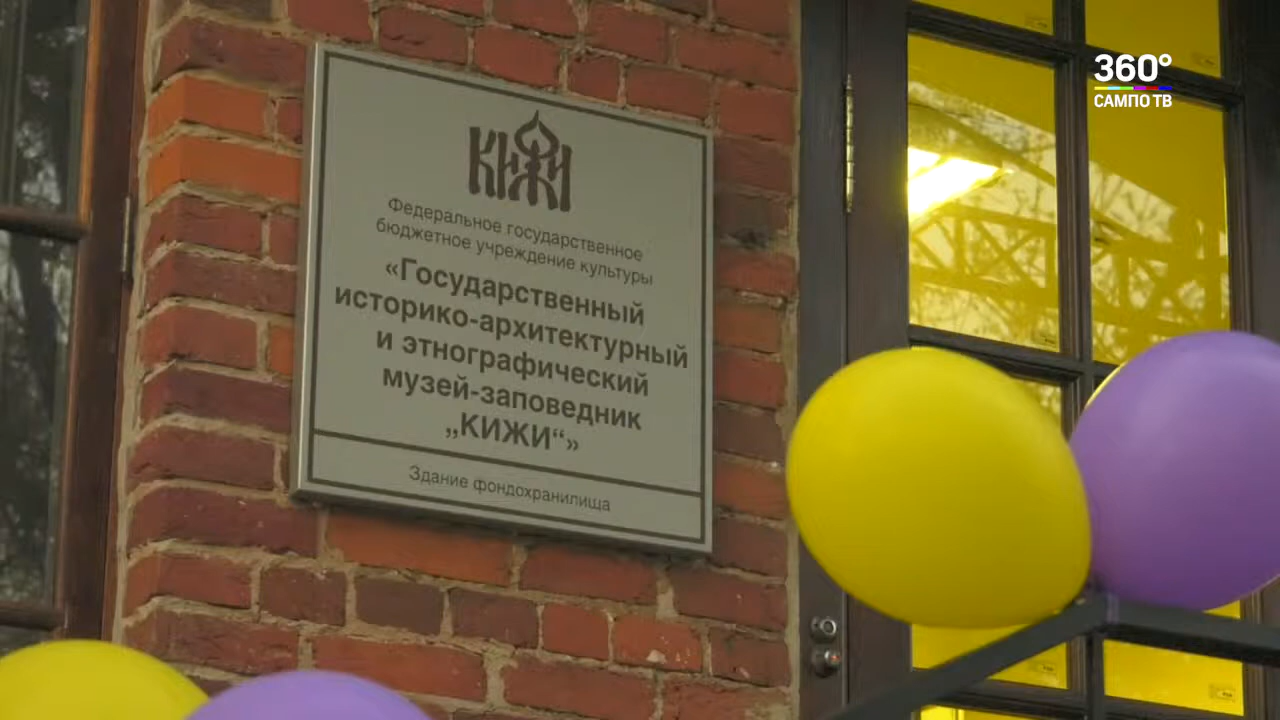 360°
САМПО ТВ
КИЖИ
Федеральное государственное
бюджетное учреждение культуры
«Государственный
историко-архитектурный
и этнографический
музей-заповедник
„КИЖИ“»
Здание фондохранилища